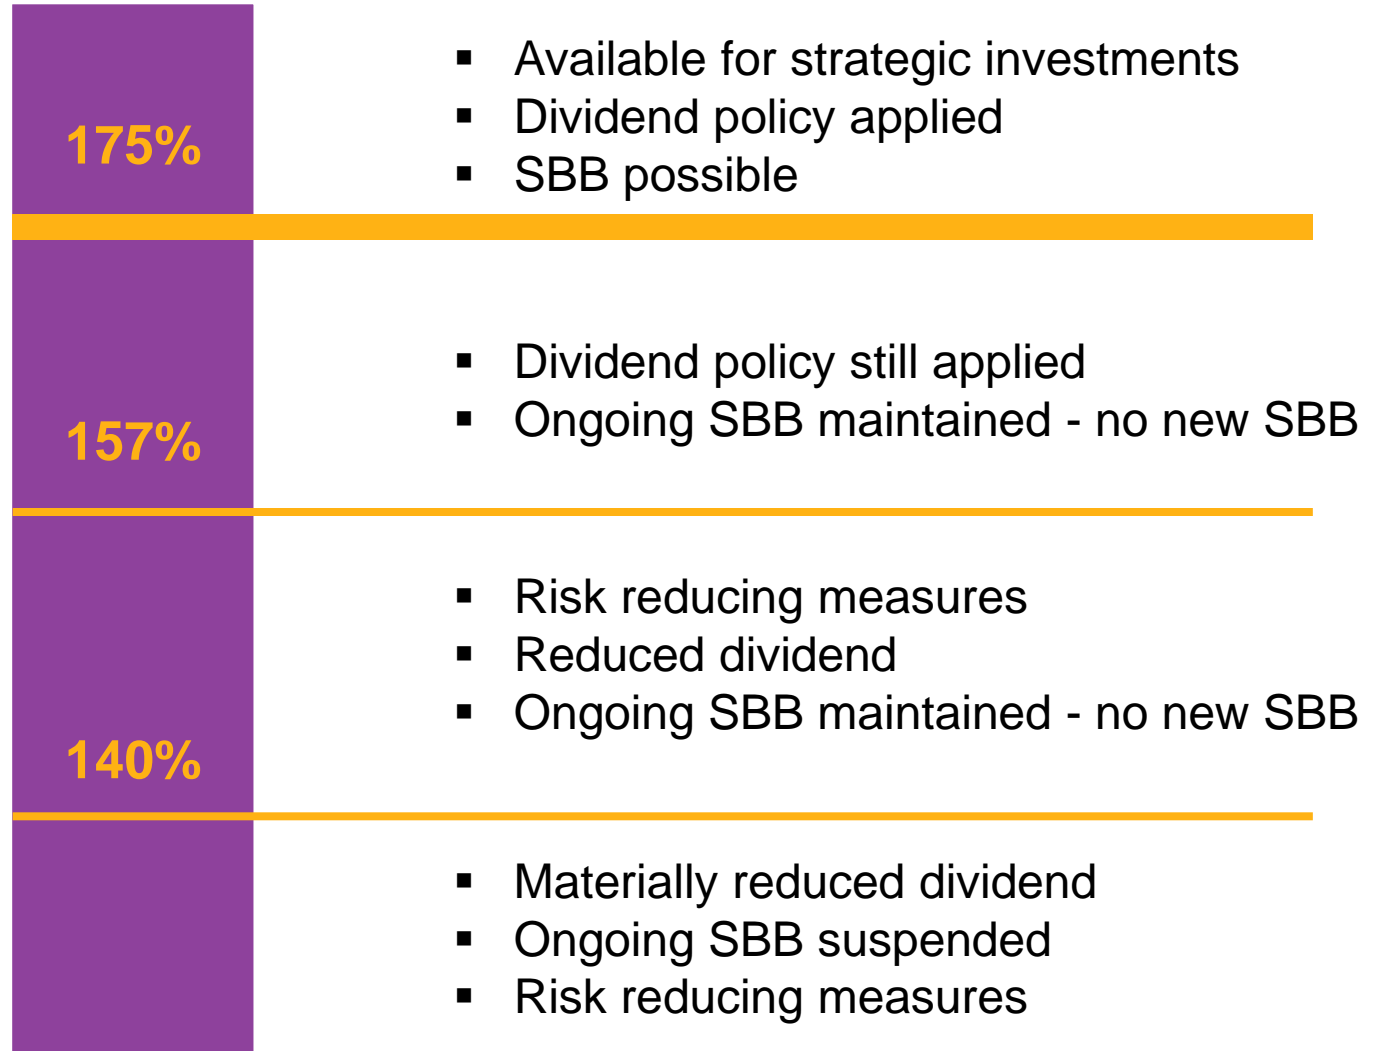 175%
▪ Available for strategic investments
▪ Dividend policy applied
▪ SBB possible
157%
▪ Dividend policy still applied
▪ Ongoing SBB maintained - no new SBB
140%
▪ Risk reducing measures
▪ Reduced dividend
▪ Ongoing SBB maintained - no new SBB
▪ Materially reduced dividend
▪ Ongoing SBB suspended
▪ Risk reducing measures